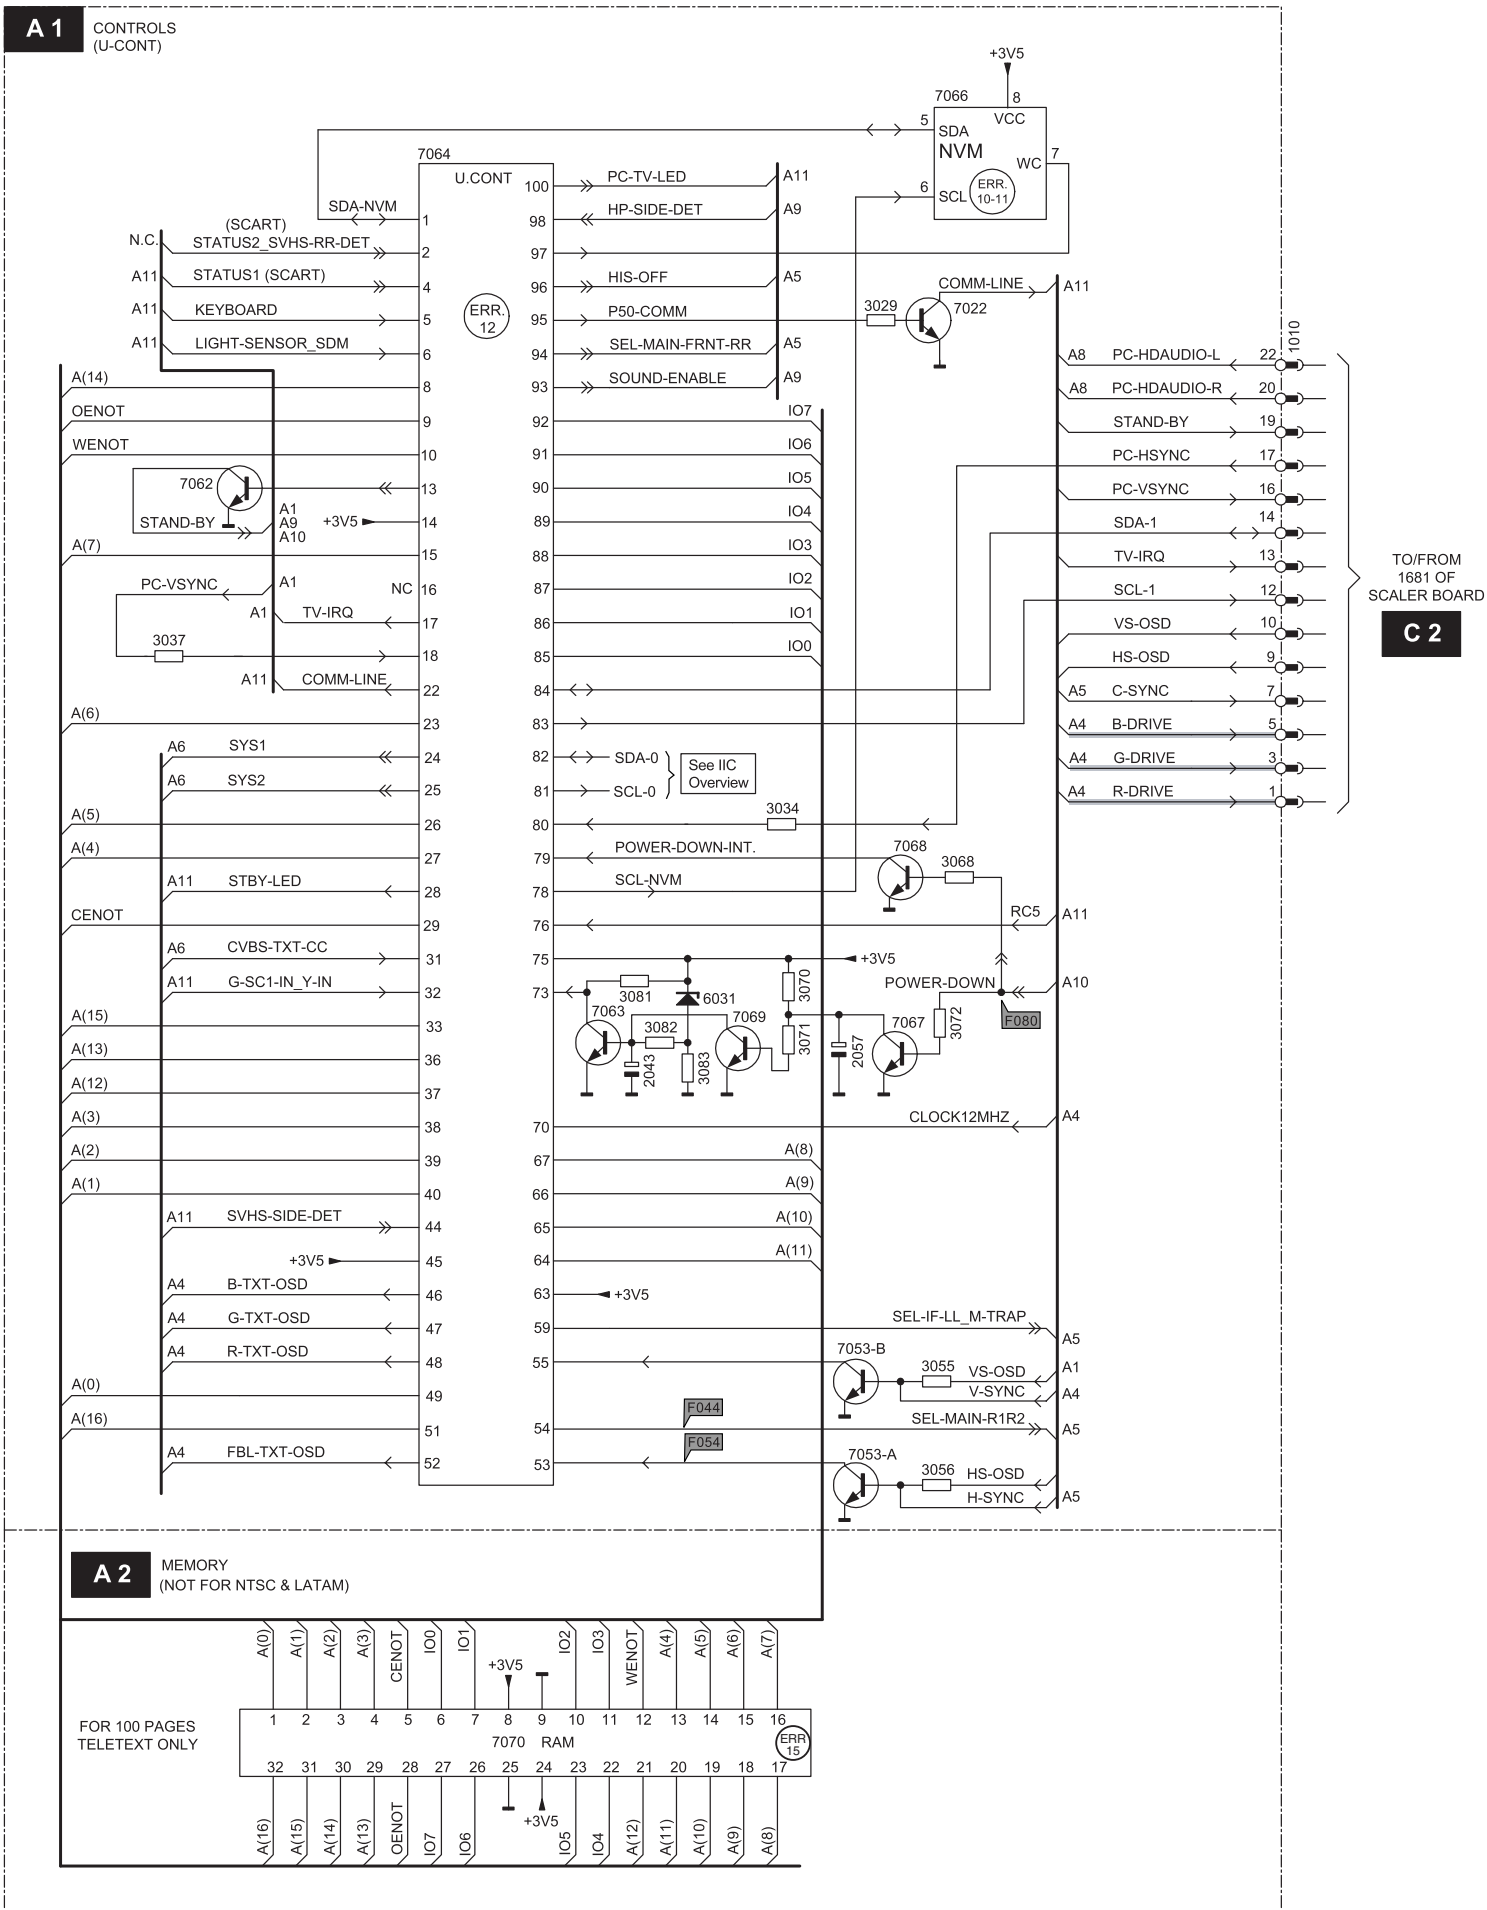 A 1
CONTROLS
(U-CONT)
+3V5
7066
8
VCC
5
SDA
NVM
WC
7
6
SCL
ERR.
10-11
7064
U.CONT
ERR.
12
SDA-NVM
1
(SCART)
N.C.
STATUS2_SVHS-RR-DET
2
A11
STATUS1 (SCART)
4
A11
KEYBOARD
5
A11
LIGHT-SENSOR_SDM
6
A(14)
8
OENOT
9
WENOT
10
7062
13
STAND-BY
A1
A9
A10
+3V5
14
A(7)
15
PC-VSYNC
A1
NC
16
A1
TV-IRQ
17
3037
18
A11
COMM-LINE
22
A(6)
23
A6
SYS1
24
A6
SYS2
25
A(5)
26
A(4)
27
A11
STBY-LED
28
CENOT
29
A6
CVBS-TXT-CC
31
A11
G-SC1-IN_Y-IN
32
A(15)
33
A(13)
36
A(12)
37
A(3)
38
A(2)
39
A(1)
40
A11
SVHS-SIDE-DET
44
+3V5
45
A4
B-TXT-OSD
46
A4
G-TXT-OSD
47
A4
R-TXT-OSD
48
A(0)
49
A(16)
51
A4
FBL-TXT-OSD
52
100
PC-TV-LED
A11
98
HP-SIDE-DET
A9
97
96
HIS-OFF
A5
95
P50-COMM
3029
7022
COMM-LINE
A11
94
SEL-MAIN-FRNT-RR
A5
93
SOUND-ENABLE
A9
92
IO7
91
IO6
90
IO5
89
IO4
88
IO3
87
IO2
86
IO1
85
IO0
84
83
82
SDA-0
81
SCL-0
See IIC
Overview
80
3034
79
POWER-DOWN-INT.
7068
3068
78
SCL-NVM
76
RC5
A11
75
+3V5
73
3081
6031
3070
POWER-DOWN
A10
F080
7063
3082
7069
3071
2057
7067
3072
2043
3083
70
CLOCK12MHZ
A4
67
A(8)
66
A(9)
65
A(10)
64
A(11)
63
+3V5
59
SEL-IF-LL_M-TRAP
A5
55
7053-B
3055
VS-OSD
A1
V-SYNC
A4
F044
54
SEL-MAIN-R1R2
A5
F054
53
7053-A
3056
HS-OSD
H-SYNC
A5
1010
A8
PC-HDAUDIO-L
22
A8
PC-HDAUDIO-R
20
STAND-BY
19
PC-HSYNC
17
PC-VSYNC
16
SDA-1
14
TV-IRQ
13
SCL-1
12
VS-OSD
10
HS-OSD
9
A5
C-SYNC
7
A4
B-DRIVE
5
A4
G-DRIVE
3
A4
R-DRIVE
1
TO/FROM
1681 OF
SCALER BOARD
C 2
A 2
MEMORY
(NOT FOR NTSC & LATAM)
A(0)
A(1)
A(2)
A(3)
CENOT
IO0
IO1
+3V5
IO2
IO3
WENOT
A(4)
A(5)
A(6)
A(7)
FOR 100 PAGES
TELETEXT ONLY
1 2 3 4 5 6 7 8 9 10 11 12 13 14 15 16
7070 RAM
ERR
15
32 31 30 29 28 27 26 25 24 23 22 21 20 19 18 17
A(16)
A(15)
A(14)
A(13)
OENOT
IO7
IO6
+3V5
IO5
IO4
A(12)
A(11)
A(10)
A(9)
A(8)